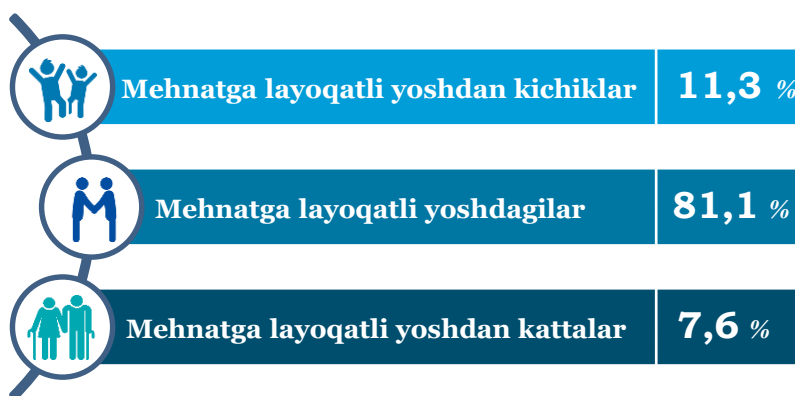 Mehnatga layoqatli yoshdan kichiklar 11,3 %
Mehnatga layoqatli yoshdagilar 81,1 %
Mehnatga layoqatli yoshdan kattalar 7,6 %